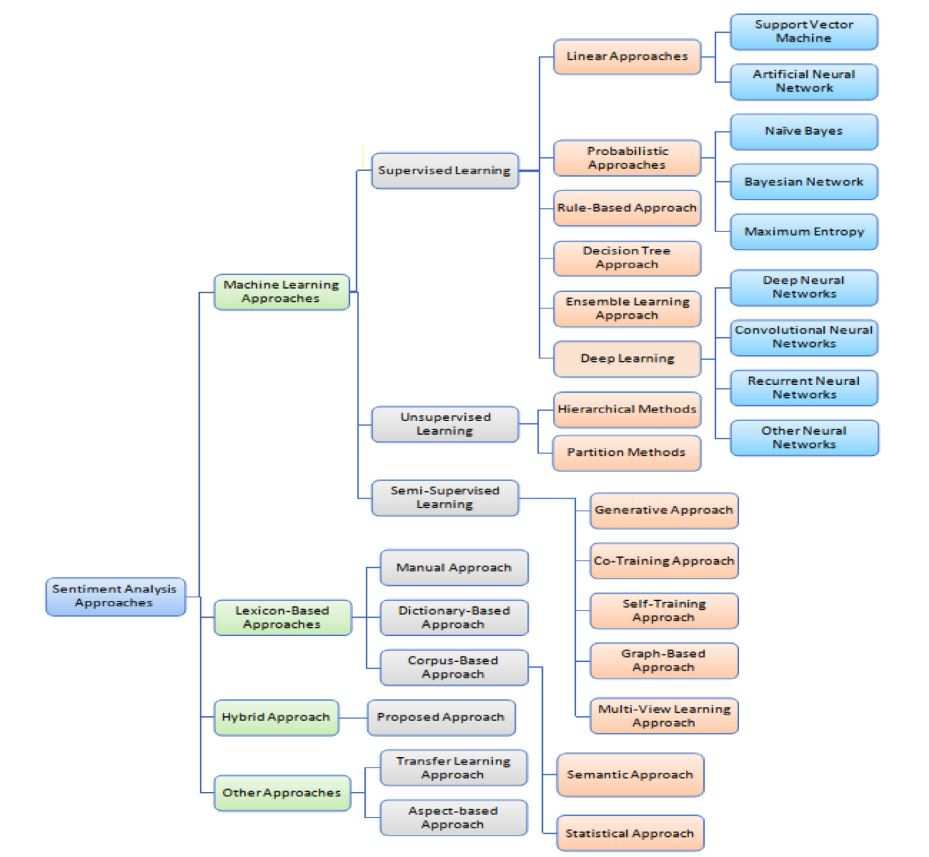 Support Vector
Machine
Linear Approaches
Artificial Neural
Network
Naïve Bayes
Probabilistic
Approaches
Supervised Learning
Bayesian Network
Rule-Based Approach
Maximum Entropy
Decision Tree
Approach
Machine Learning
Approaches
Deep Neural
Networks
Ensemble Learning
Approach
Convolutional Neural
Networks
Deep Learning
Recurrent Neural
Networks
Unsupervised
Learning
Hierarchical Methods
Other Neural
Networks
Partition Methods
Semi-Supervised
Learning
Generative Approach
Co-Training Approach
Manual Approach
Sentiment Analysis
Approaches
Lexicon-Based
Approaches
Dictionary-Based
Approach
Self-Training
Approach
Corpus-Based
Approach
Graph-Based
Approach
Hybrid Approach
Proposed Approach
Multi-View Learning
Approach
Transfer Learning
Approach
Semantic Approach
Other Approaches
Aspect-based
Approach
Statistical Approach